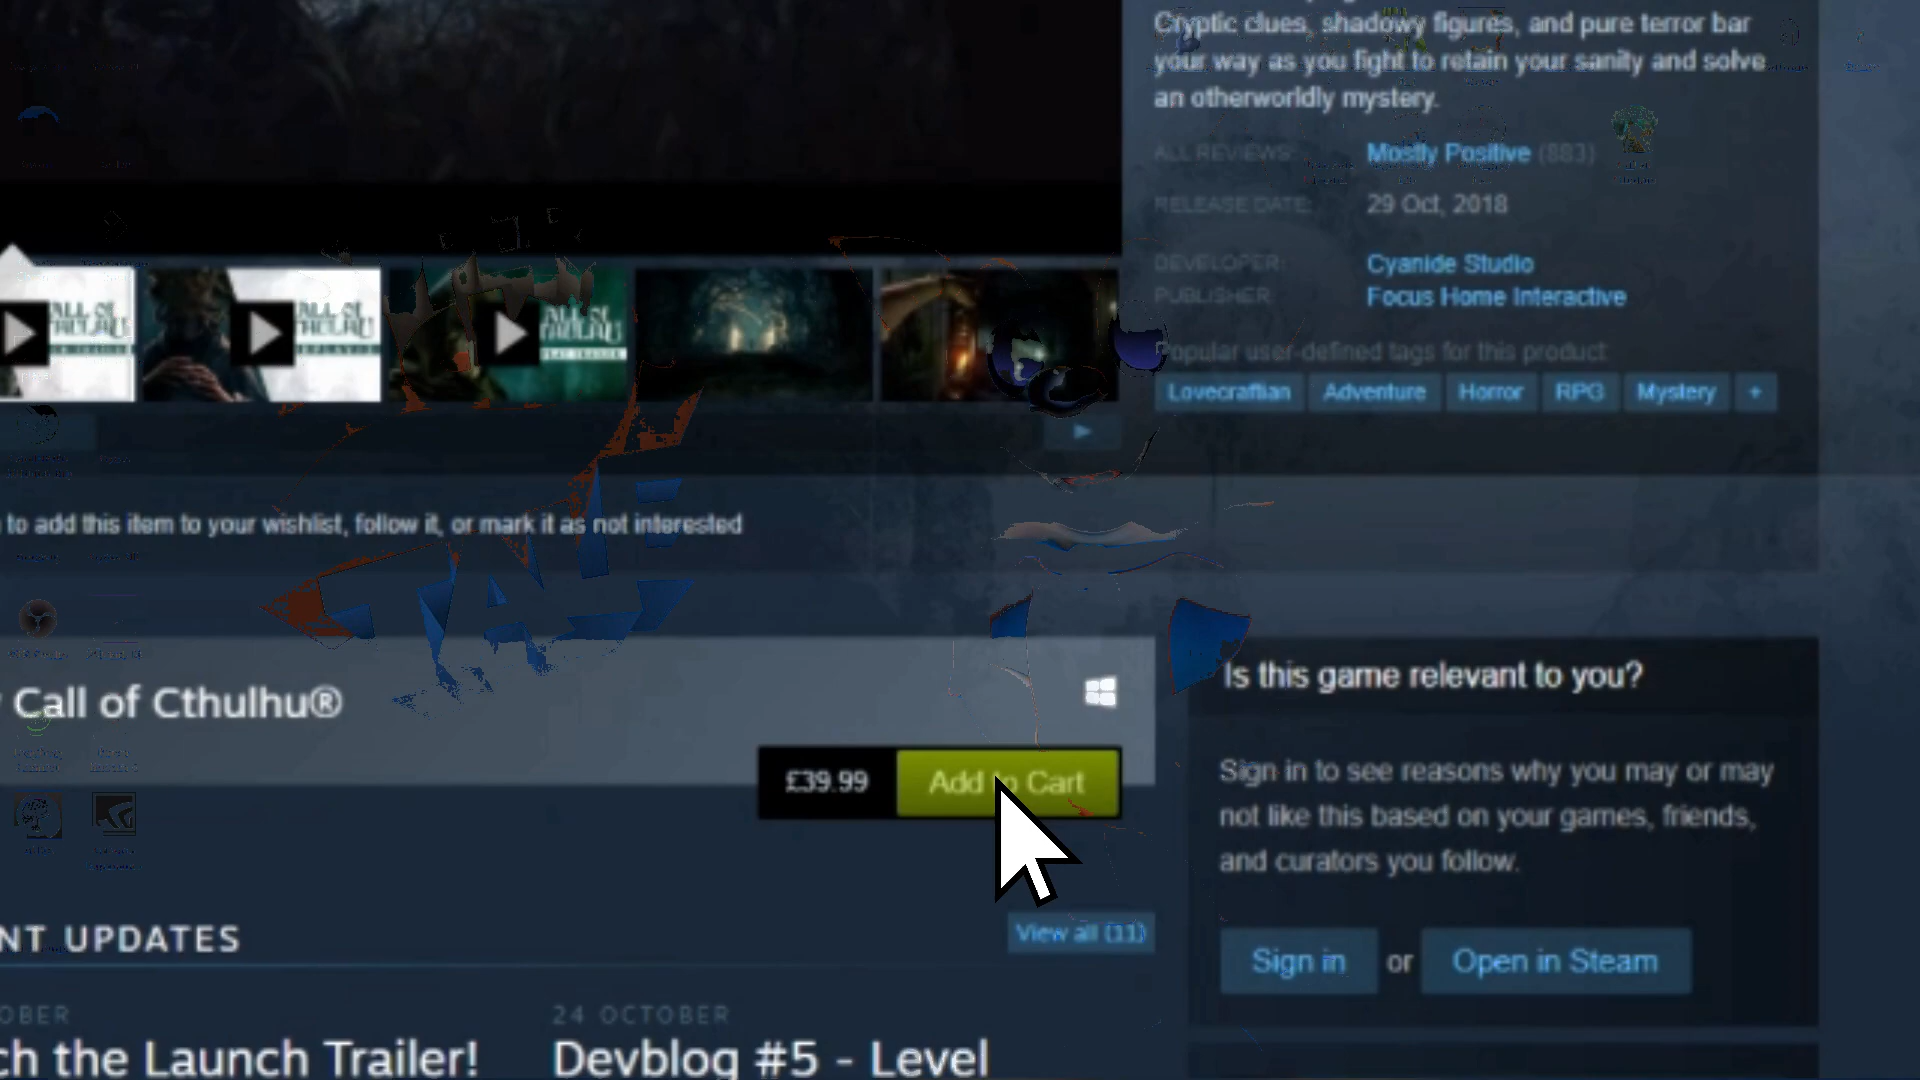 Cryptic clues, shadowy figures, and pure terror bar
your way as you fight to retain your sanity and solve
an otherworldly mystery.
ALL REVIEWS: Mostly Positive (883)
RELEASE DATE: 29 Oct, 2018
DEVELOPER: Cyanide Studio
PUBLISHER: Focus Home Interactive
Popular user-defined tags for this product:
Lovecraftian Adventure Horror RPG Mystery +
to add this item to your wishlist, follow it, or mark it as not interested
Call of Cthulhu®
£39.99 Add to Cart
Is this game relevant to you?
Sign in to see reasons why you may or may
not like this based on your games, friends,
and curators you follow.
Sign in or Open in Steam
NT UPDATES
View all (11)
OBER
ch the Launch Trailer!
24 OCTOBER
Devblog #5 - Level